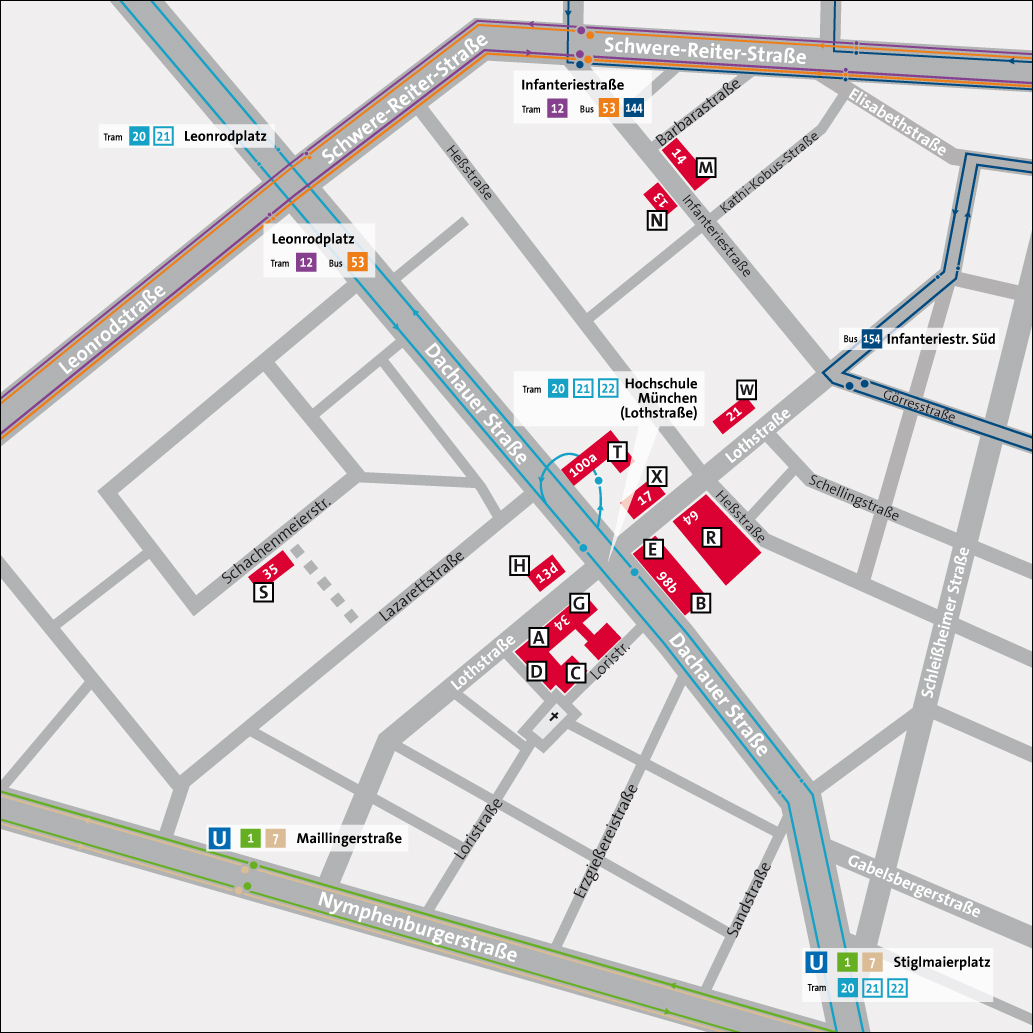 Schwere-Reiter-Straße
Schwere-Reiter-Straße
Infanteriestraße
Tram 12 Bus 53 144
Barbarastraße
Elisabethstraße
Tram 20 21 Leonrodplatz
Heßstraße
14
M
Kathi-Kobus-Straße
13
N
Infanteriestraße
Leonrodplatz
Tram 12 Bus 53
Leonrodstraße
Dachauer Straße
Bus 154 Infanteriestr. Süd
Görresstraße
Tram 20 21 22 Hochschule
München
(Lothstraße)
W
21
Lothstraße
T
100a
X
17
Schellingstraße
Heßstraße
64
R
Schachenmeierstr.
35
S
Lazarettstraße
H
13d
E
98b
B
G
34
A
D
C
Loristr.
Lothstraße
Dachauer Straße
Schleißheimer Straße
Loristraße
Erzgießereistraße
Sandstraße
Gabelsbergerstraße
U 1 7 Maillingerstraße
Nymphenburgerstraße
U 1 7 Stiglmaierplatz
Tram 20 21 22